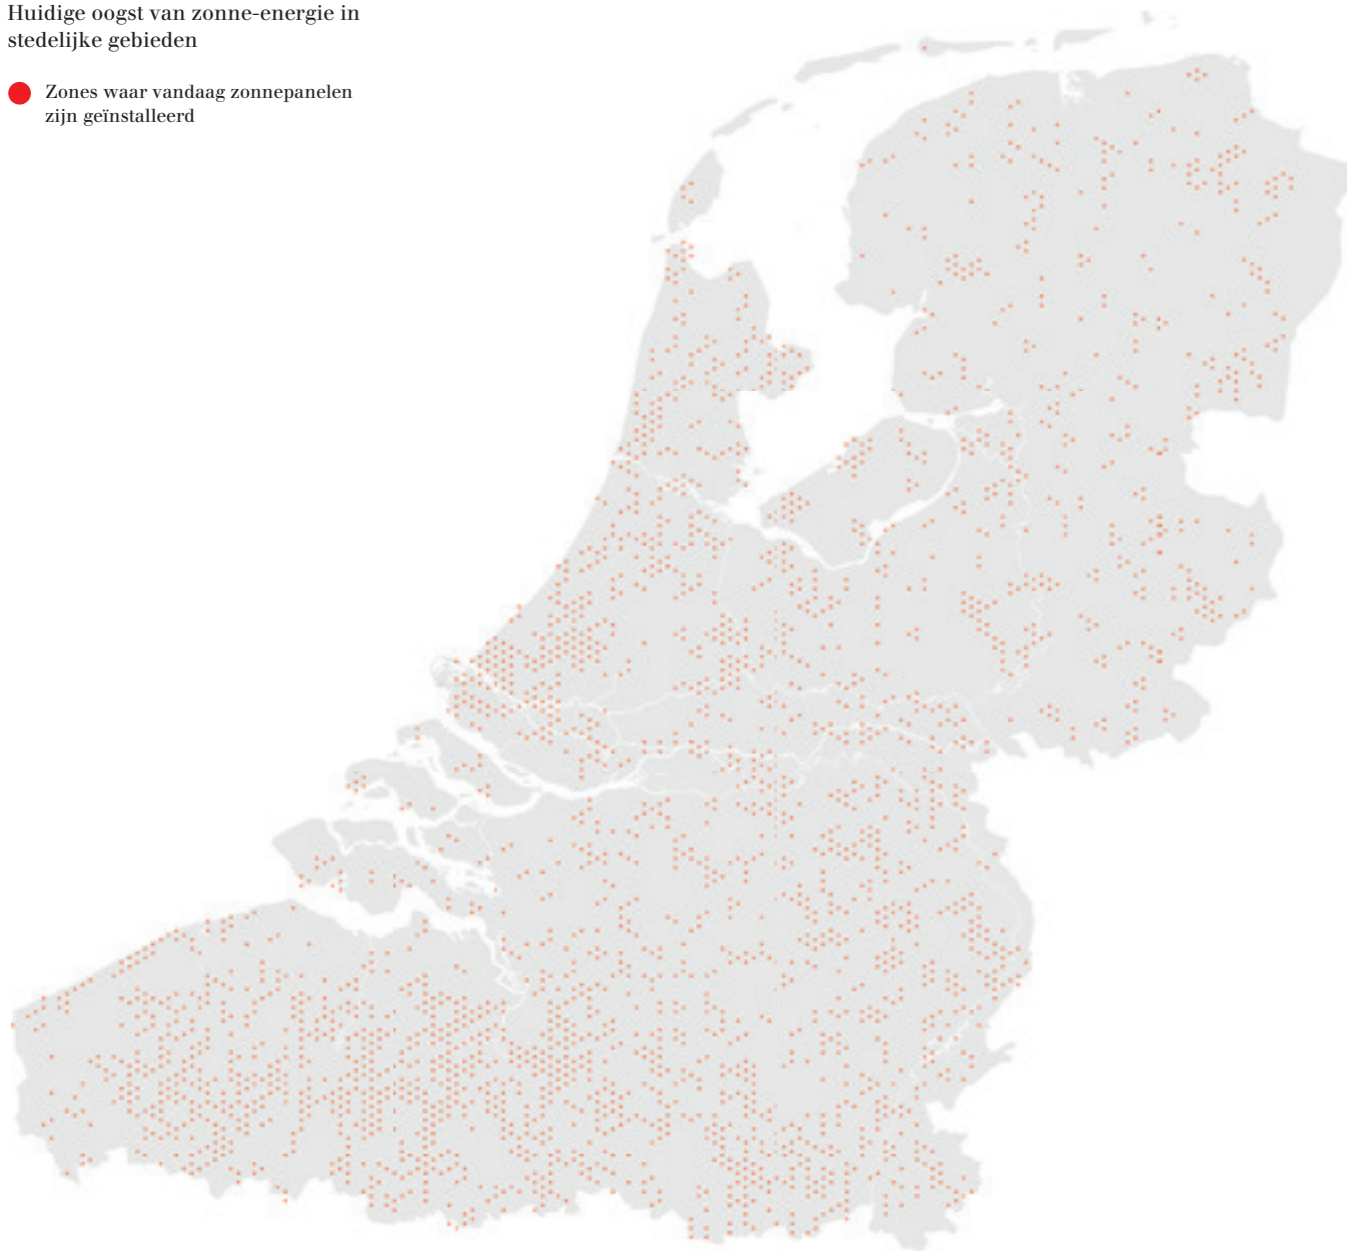 Huidige oogst van zonne-energie in
stedelijke gebieden
Zones waar vandaag zonnepanelen
zijn geïnstalleerd